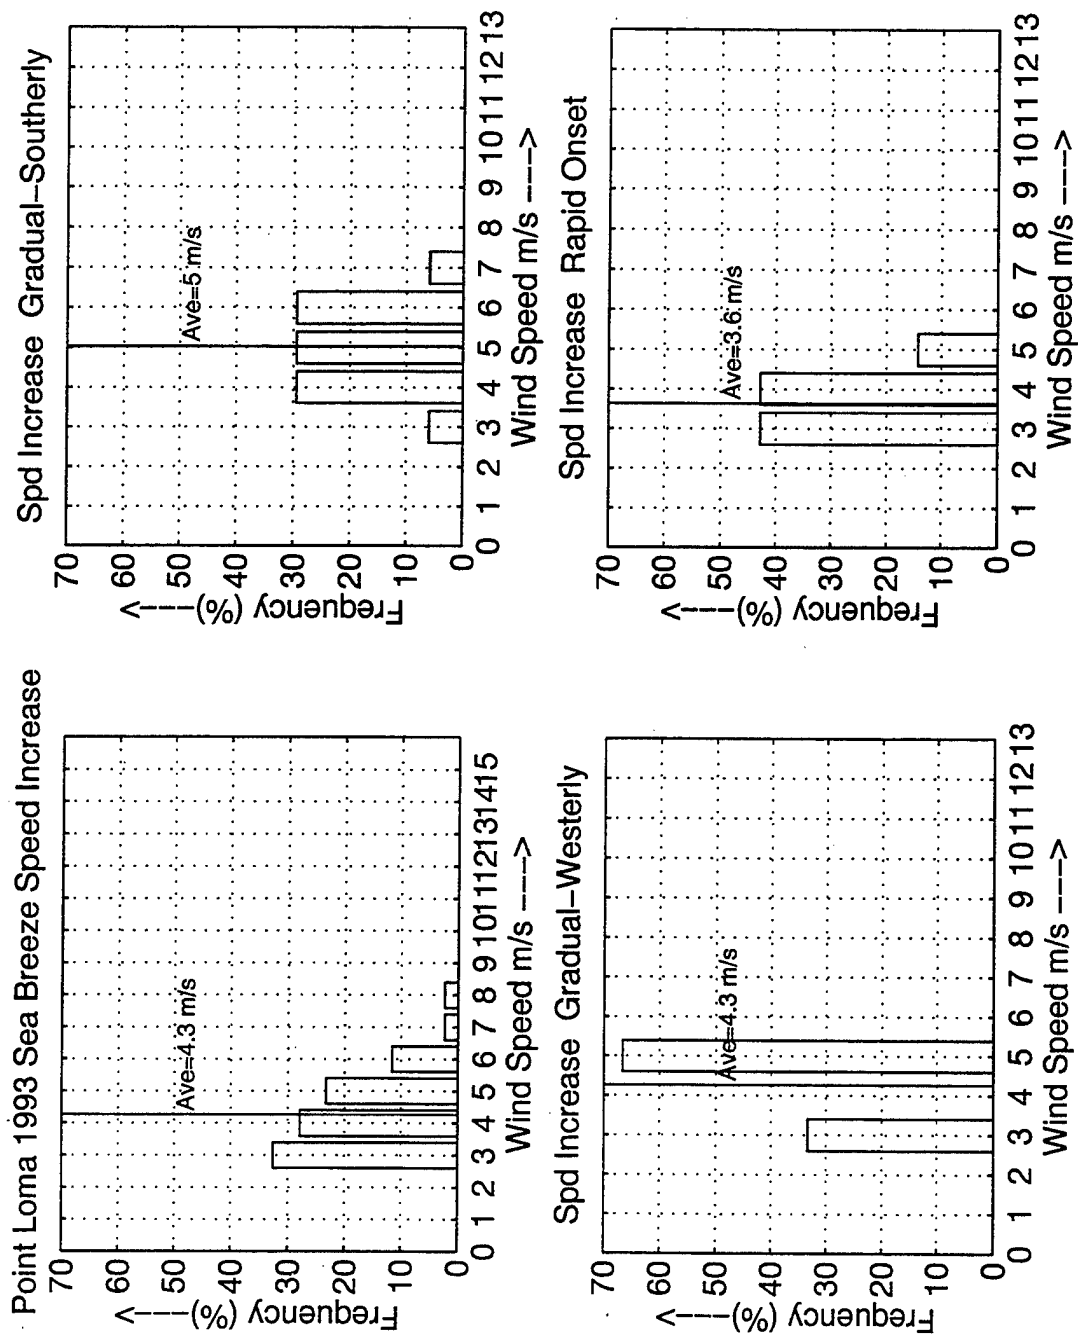 Point Loma 1993 Sea Breeze Speed Increase
70
60
50
40
30
20
10
0
Frequency (%)---->
Ave=4.3 m/s
0 1 2 3 4 5 6 7 8 9 10 11 12 13 14 15
Wind Speed m/s ---->
Spd Increase Gradual-Southerly
70
60
50
40
30
20
10
0
Frequency (%)---->
Ave=5 m/s
0 1 2 3 4 5 6 7 8 9 10 11 12 13
Wind Speed m/s ---->
Spd Increase Gradual-Westerly
70
60
50
40
30
20
10
0
Frequency (%)---->
Ave=4.3 m/s
0 1 2 3 4 5 6 7 8 9 10 11 12 13
Wind Speed m/s ---->
Spd Increase Rapid Onset
70
60
50
40
30
20
10
0
Frequency (%)---->
Ave=3.6 m/s
0 1 2 3 4 5 6 7 8 9 10 11 12 13
Wind Speed m/s ---->